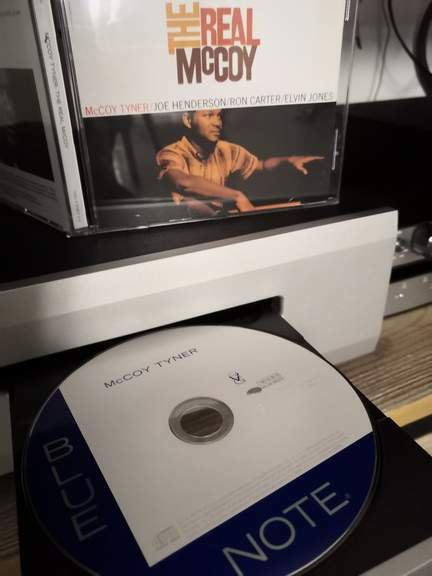 THE REAL
McCOY
McCOY TYNER/JOE HENDERSON/RON CARTER/ELVIN JONES
McCOY TYNER THE REAL McCOY
McCOY TYNER
BLUE
NOTE